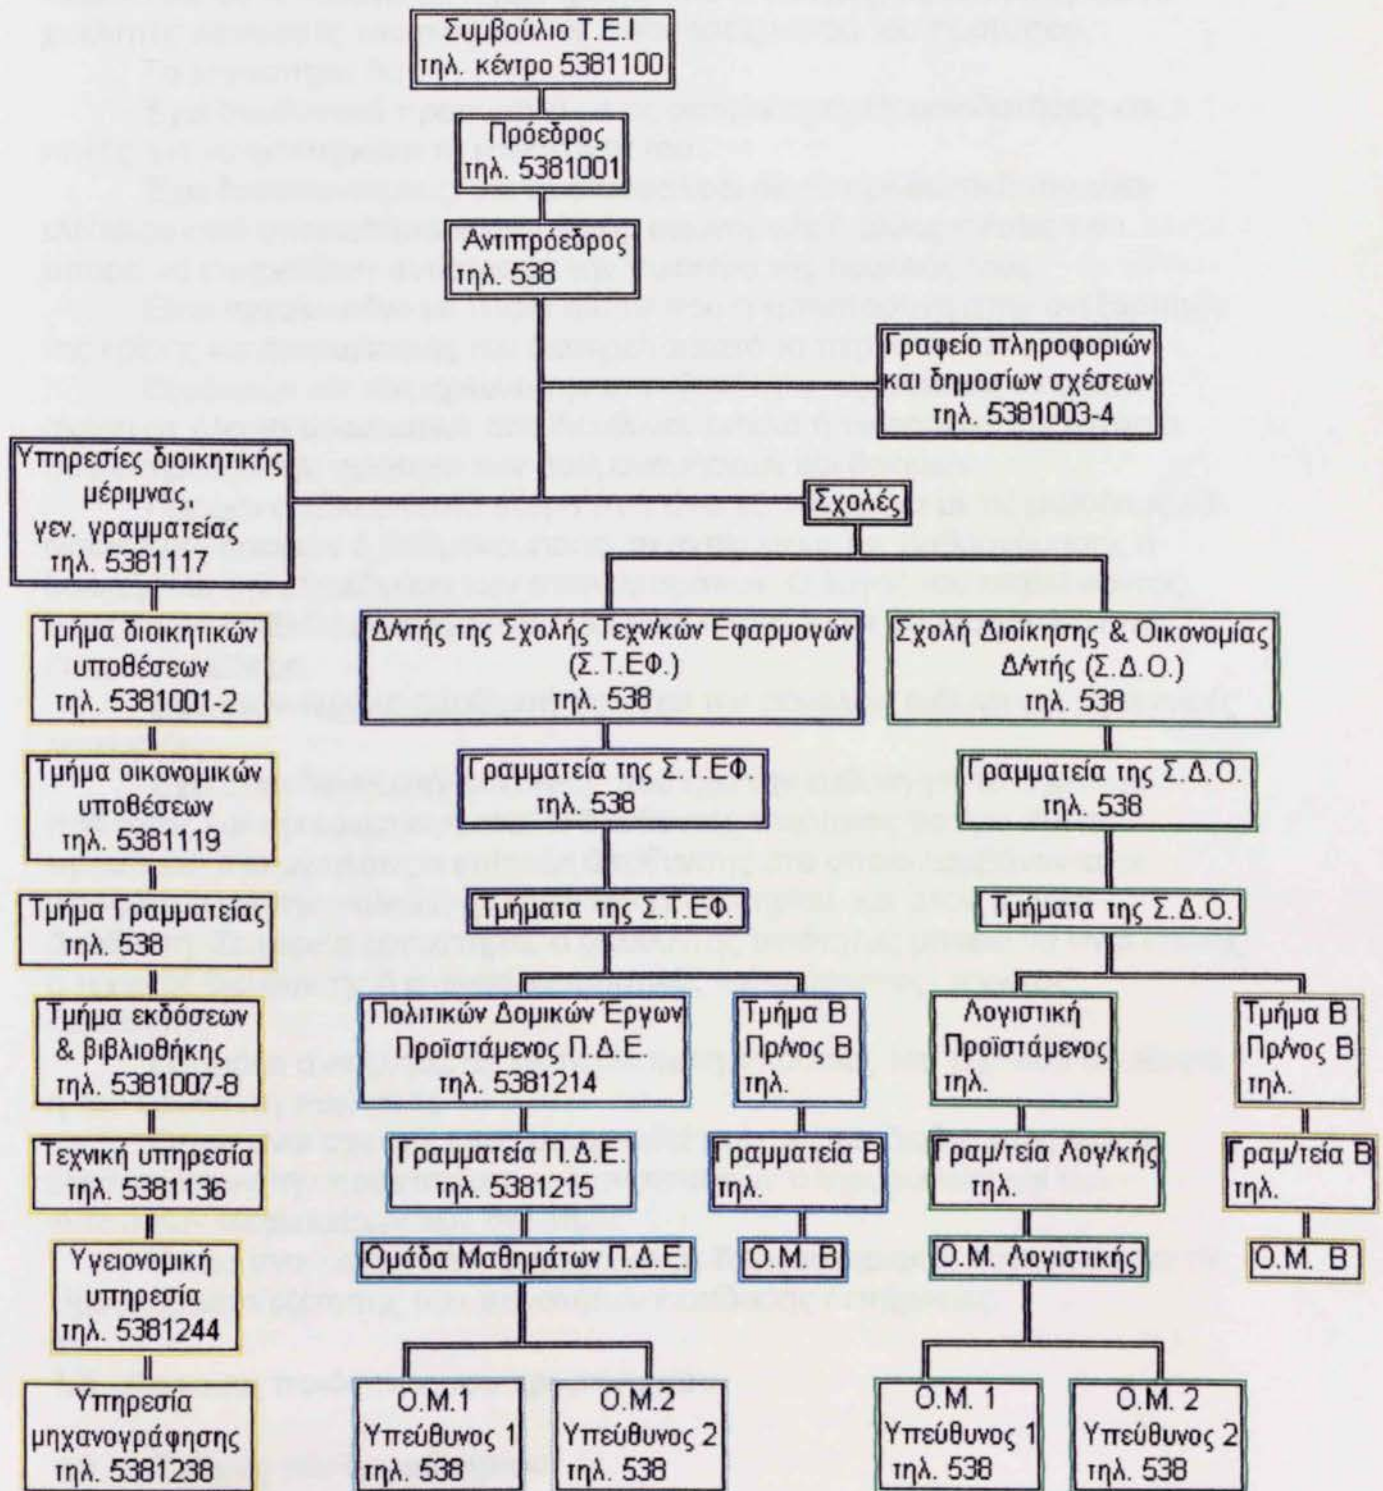 Συμβούλιο Τ.Ε.Ι
τηλ. κέντρο 5381100
Πρόεδρος
τηλ. 5381001
Αντιπρόεδρος
τηλ. 538
Γραφείο πληροφοριών
και δημοσίων σχέσεων
τηλ. 5381003-4
Υπηρεσίες διοικητικής
μέριμνας
γεν. γραμματείας
τηλ. 5381117
Σχολές
Τμήμα διοικητικών
υποθέσεων
τηλ. 5381001-2
Τμήμα οικονομικών
υποθέσεων
τηλ. 5381119
Τμήμα Γραμματείας
τηλ. 538
Τμήμα εκδόσεων
& βιβλιοθήκης
τηλ. 5381007-8
Τεχνική υπηρεσία
τηλ. 5381136
Υγειονομική
υπηρεσία
τηλ. 5381244
Υπηρεσία
μηχανογράφησης
τηλ. 5381238
Δ/ντής της Σχολής Τεχν/κών Εφαρμογών
(Σ.Τ.ΕΦ.)
τηλ. 538
Γραμματεία της Σ.Τ.ΕΦ.
τηλ. 538
Τμήματα της Σ.Τ.ΕΦ.
Πολιτικών Δομικών Έργων
Προϊστάμενος Π.Δ.Ε
τηλ. 5381214
Γραμματεία Π.Δ.Ε.
τηλ. 5381215
Ομάδα Μαθημάτων Π.Δ.Ε
Ο.Μ.1
Υπεύθυνος 1
τηλ. 538
Ο.Μ.2
Υπεύθυνος 2
τηλ. 538
Τμήμα Β
Πρ/νος Β
τηλ.
Γραμματεία Β
τηλ.
Ο.Μ. Β
Σχολή Διοίκησης & Οικονομίας
Δ/ντής (Σ.Δ.Ο.)
τηλ. 538
Γραμματεία της Σ.Δ.Ο.
τηλ. 538
Τμήματα της Σ.Δ.Ο.
Λογιστική
Προϊστάμενος
τηλ.
Γραμ/τεία Λογ/κής
τηλ.
Ο.Μ. Λογιστικής
Ο.Μ. 1
Υπεύθυνος 1
τηλ. 538
Ο.Μ. 2
Υπεύθυνος 2
τηλ. 538
Τμήμα Β
Πρ/νος Β
τηλ.
Γραμ/τεία Β
τηλ.
Ο.Μ. Β